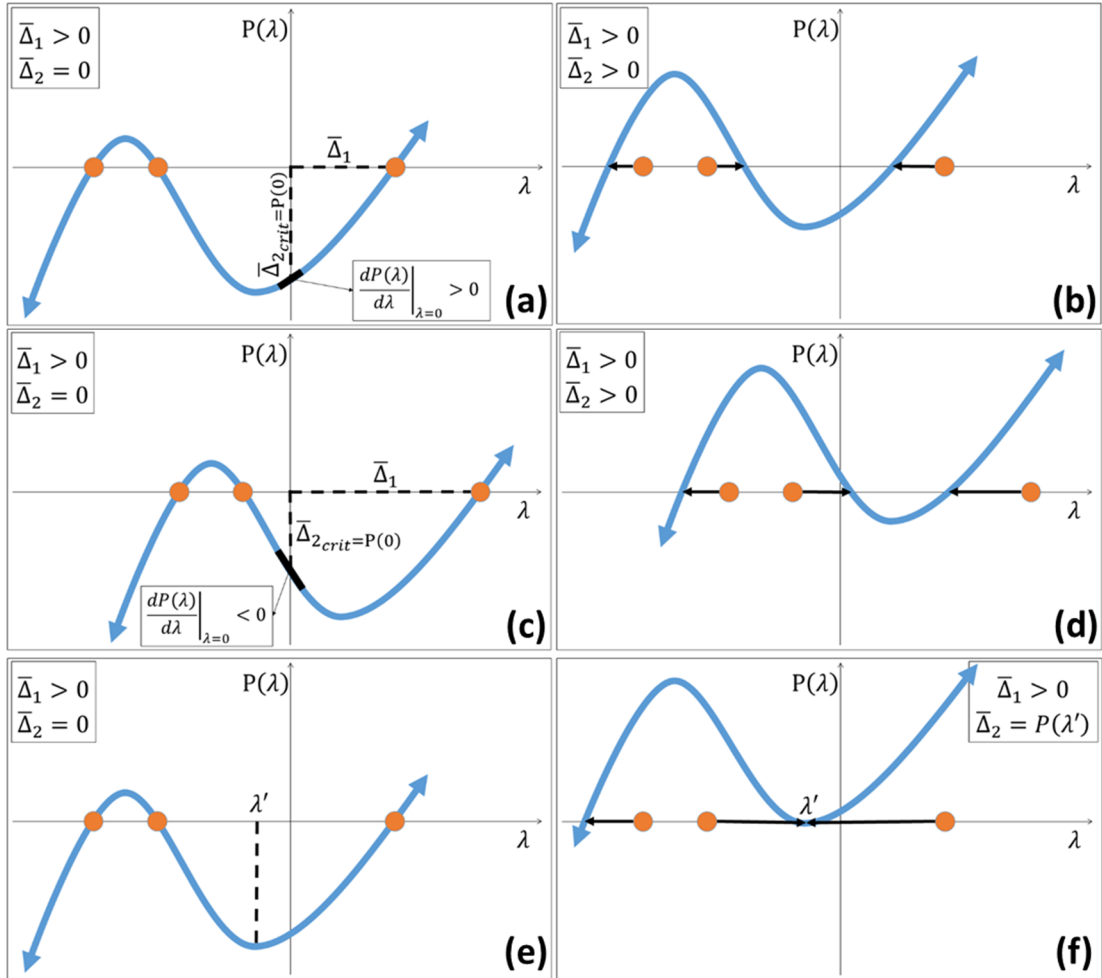 Δ̅₁ > 0
Δ̅₂ = 0
P(λ)
Δ̅₁
λ
Δ̅₂crit=P(0)
dP(λ)/dλ|λ=0 > 0
(a)
Δ̅₁ > 0
Δ̅₂ > 0
P(λ)
λ
(b)
Δ̅₁ > 0
Δ̅₂ = 0
P(λ)
Δ̅₁
λ
Δ̅₂crit=P(0)
dP(λ)/dλ|λ=0 < 0
(c)
Δ̅₁ > 0
Δ̅₂ > 0
P(λ)
λ
(d)
Δ̅₁ > 0
Δ̅₂ = 0
P(λ)
λ′
λ
(e)
P(λ)
Δ̅₁ > 0
Δ̅₂ = P(λ′)
λ′
λ
(f)